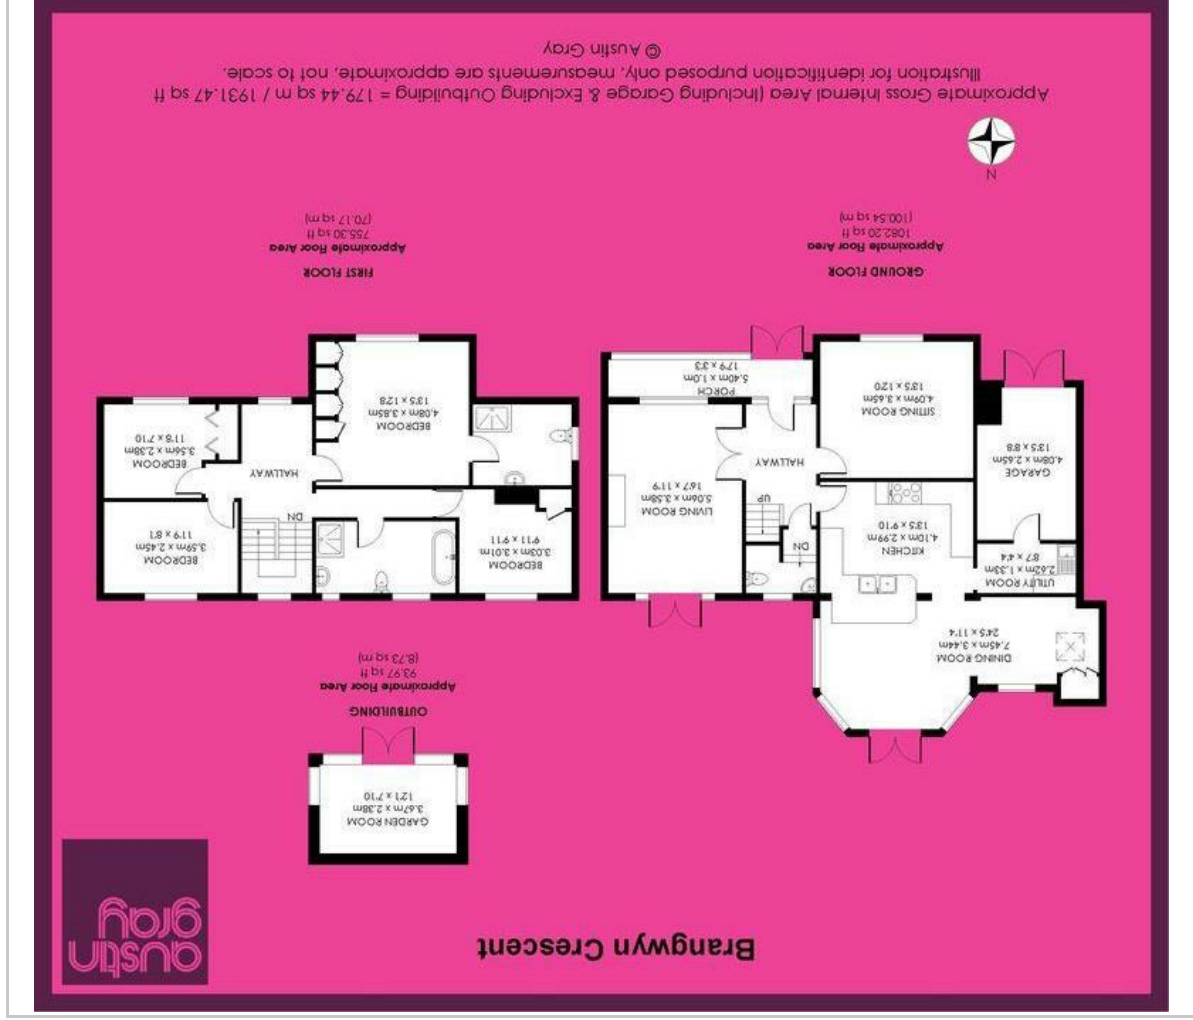 Brangwyn Crescent
austin
gray
GARDEN ROOM
3.67m x 2.38m
12'1 x 7'10
OUTBUILDING
Approximate Floor Area
93.97 sq ft
(8.73 sq m)
DINING ROOM
7.45m x 3.44m
24'5 x 11'4
UTILITY ROOM
2.62m x 1.33m
8'7 x 4'4
KITCHEN
4.10m x 2.99m
13'5 x 9'10
DN
UP
LIVING ROOM
5.06m x 3.58m
16'7 x 11'9
GARAGE
4.08m x 2.65m
13'5 x 8'8
HALLWAY
SITTING ROOM
4.09m x 3.65m
13'5 x 12'0
PORCH
5.40m x 1.0m
17'9 x 3'3
GROUND FLOOR
Approximate Floor Area
1082.20 sq ft
(100.54 sq m)
BEDROOM
3.03m x 3.01m
9'11 x 9'11
BEDROOM
3.59m x 2.45m
11'9 x 8'1
DN
HALLWAY
BEDROOM
3.56m x 2.38m
11'8 x 7'10
BEDROOM
4.08m x 3.85m
13'5 x 12'8
FIRST FLOOR
Approximate Floor Area
755.30 sq ft
(70.17 sq m)
N
Approximate Gross Internal Area (Including Garage & Excluding Outbuilding = 179.44 sq m / 1931.47 sq ft
Illustration for identification purposed only, measurements are approximate, not to scale.
© Austin Gray